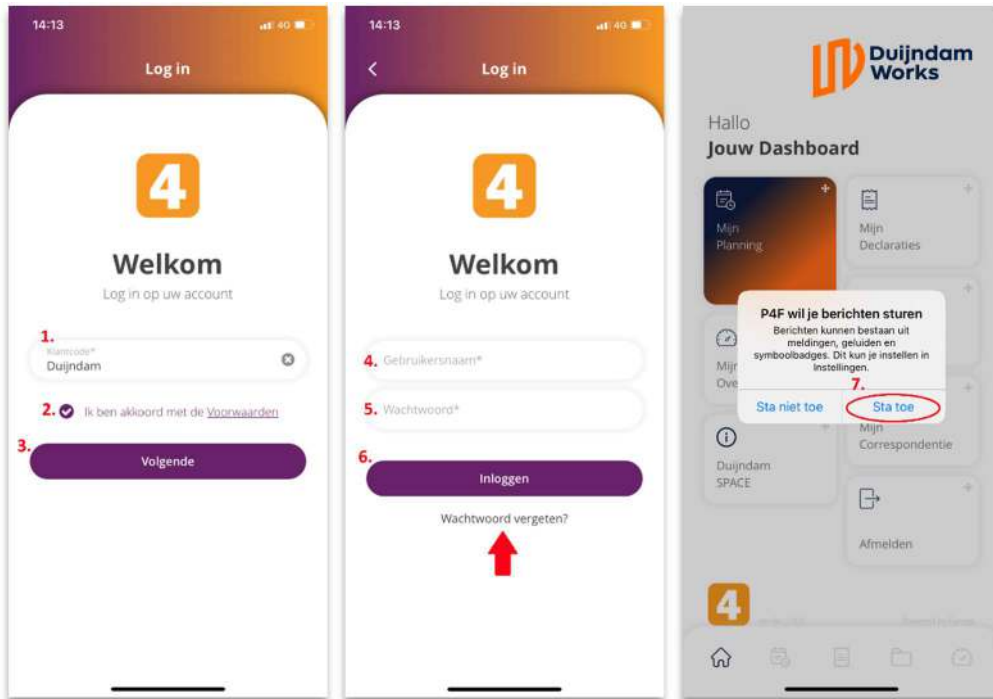 14:13
4G
Log in
4
Welkom
Log in op uw account
1.
Klantcode*
Duijndam
2. Ik ben akkoord met de Voorwaarden
3.
Volgende
14:13
4G
Log in
4
Welkom
Log in op uw account
4. Gebruikersnaam*
5. Wachtwoord*
6.
Inloggen
Wachtwoord vergeten?
Duijndam
Works
Hallo
Jouw Dashboard
Mijn
Planning
Mijn
Declaraties
P4F wil je berichten sturen
Berichten kunnen bestaan uit
meldingen, geluiden en
symboolbadges. Dit kun je instellen in
Instellingen.
7.
Sta niet toe
Sta toe
Mijn
Ove
Mijn
Correspondentie
Duijndam
SPACE
Afmelden
4